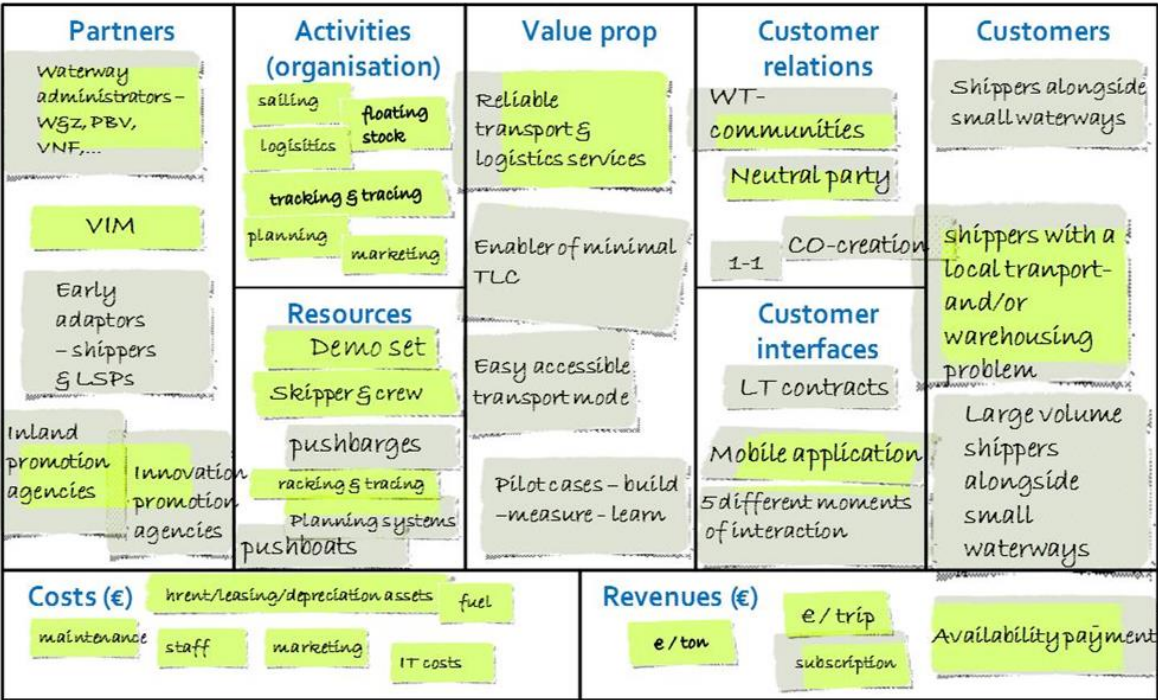 Partners
Waterway
administrators –
W&Z, PBV,
VNF,...
VIM
Early
adaptors
– shippers
& LSPs
Inland
promotion
agencies
Innovation
promotion
agencies
Activities
(organisation)
sailing
floating
stock
logisitics
tracking & tracing
planning
marketing
Resources
Demo set
Skipper & crew
pushbarges
racking & tracing
Planning systems
pushboats
Value prop
Reliable
transport &
logistics services
Enabler of minimal
TLC
Easy accessible
transport mode
Pilot cases – build
– measure - learn
Customer
relations
WT-
communities
Neutral party
CO-creation
1-1
Customer
interfaces
LT contracts
Mobile application
5 different moments
of interaction
Customers
Shippers alongside
small waterways
shippers with a
local tranport-
and/or
warehousing
problem
Large volume
shippers
alongside
small
waterways
Costs (€)
hrent/leasing/depreciation assets
fuel
maintenance
staff
marketing
IT costs
Revenues (€)
€ / trip
€ / ton
subscription
Availability payment